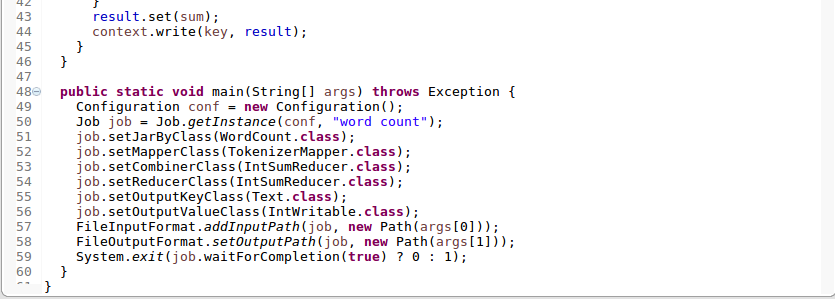 42 }
43 result.set(sum);
44 context.write(key, result);
45 }
46 }
47
48 public static void main(String[] args) throws Exception {
49 Configuration conf = new Configuration();
50 Job job = Job.getInstance(conf, "word count");
51 job.setJarByClass(WordCount.class);
52 job.setMapperClass(TokenizerMapper.class);
53 job.setCombinerClass(IntSumReducer.class);
54 job.setReducerClass(IntSumReducer.class);
55 job.setOutputKeyClass(Text.class);
56 job.setOutputValueClass(IntWritable.class);
57 FileInputFormat.addInputPath(job, new Path(args[0]));
58 FileOutputFormat.setOutputPath(job, new Path(args[1]));
59 System.exit(job.waitForCompletion(true) ? 0 : 1);
60 }
61 }